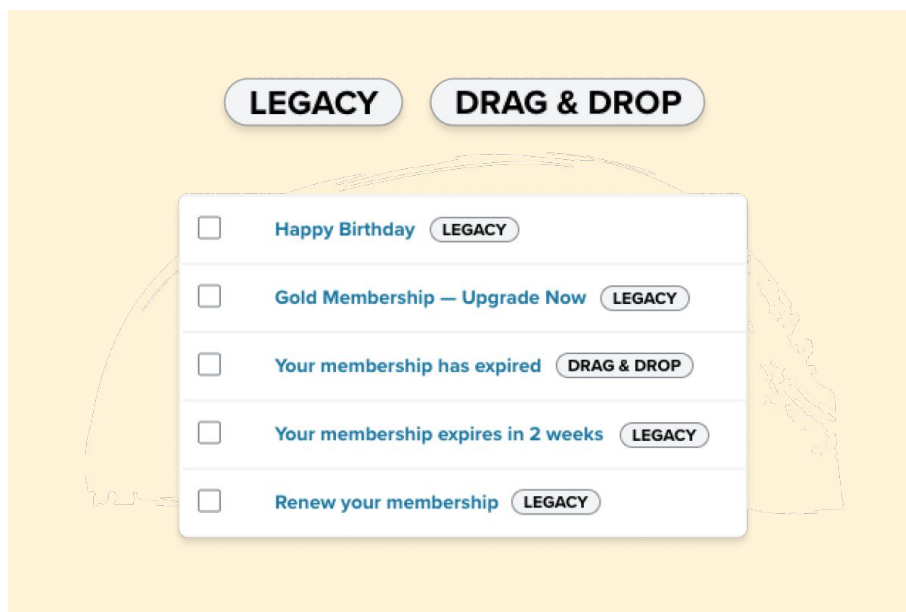 LEGACY DRAG & DROP
Happy Birthday LEGACY
Gold Membership — Upgrade Now LEGACY
Your membership has expired DRAG & DROP
Your membership expires in 2 weeks LEGACY
Renew your membership LEGACY